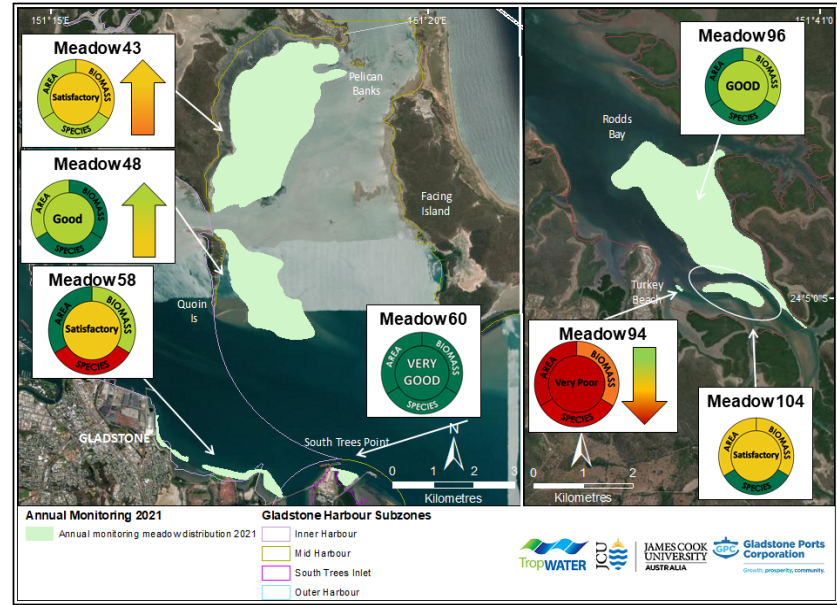 151°15'E
151°20'E
151°41'E
Meadow43
AREA
BIOMASS
Satisfactory
SPECIES
Pelican
Banks
Meadow48
AREA
BIOMASS
Good
SPECIES
Facing
Island
Meadow58
AREA
BIOMASS
Satisfactory
SPECIES
Quoin
Is
Meadow60
AREA
BIOMASS
VERY
GOOD
SPECIES
GLADSTONE
South Trees Point
N
0 1 2 3
Kilometres
Meadow96
AREA
BIOMASS
GOOD
SPECIES
Rodds
Bay
Turkey
Beach
24°5'0"S
Meadow94
AREA
BIOMASS
Very Poor
SPECIES
Meadow104
AREA
BIOMASS
Satisfactory
SPECIES
0 1 2
Kilometres
Annual Monitoring 2021
Annual monitoring meadow distribution 2021
Gladstone Harbour Subzones
Inner Harbour
Mid Harbour
South Trees Inlet
Outer Harbour
TropWATER
JCU
JAMES COOK
UNIVERSITY
AUSTRALIA
GPC
Gladstone Ports
Corporation
Growth, prosperity, community.